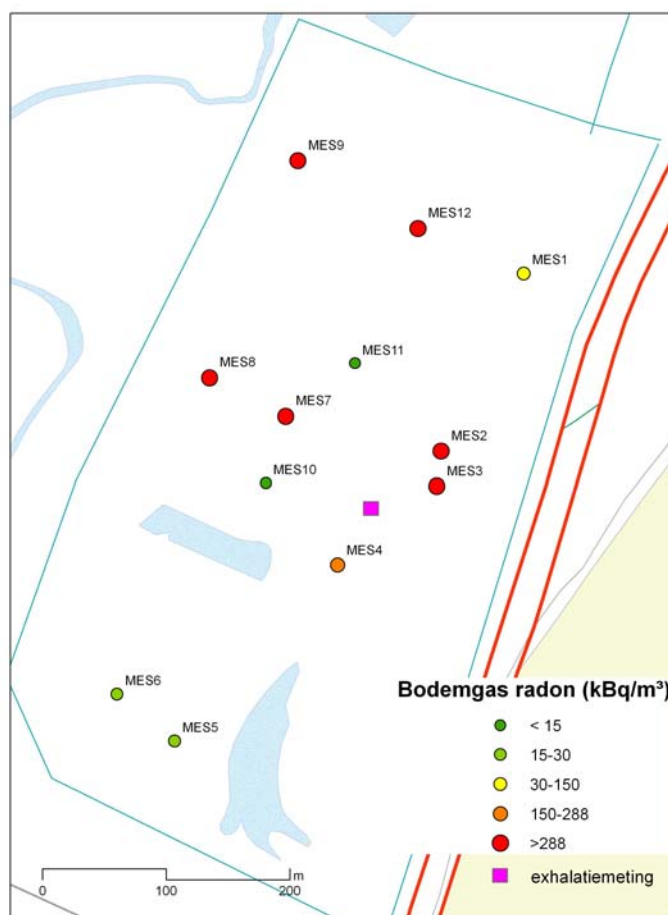 MES9
MES12
MES1
MES11
MES8
MES7
MES2
MES10
MES3
MES4
MES6
MES5
Bodemgas radon (kBq/m³)
< 15
15-30
30-150
150-288
>288
exhalatiemeting
0 100 200 m